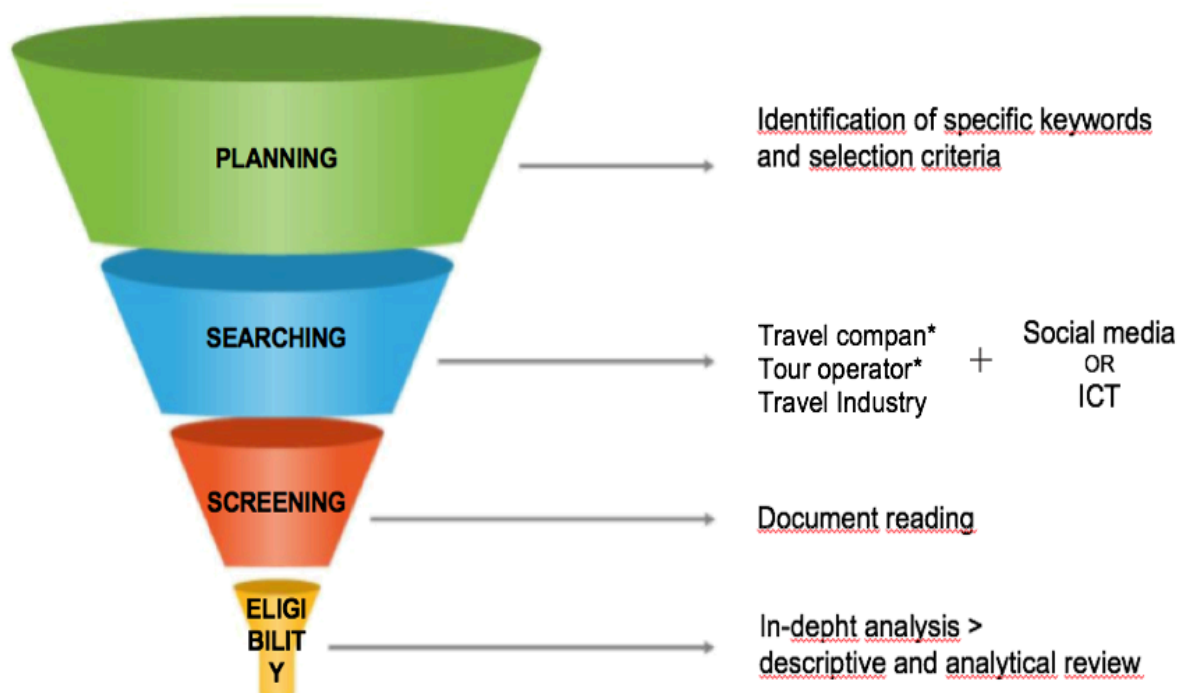 PLANNING
Identification of specific keywords
and selection criteria
SEARCHING
Travel compan*
Tour operator*
Travel Industry
+
Social media
OR
ICT
SCREENING
Document reading
ELIGI
BILIT
Y
In-depht analysis >
descriptive and analytical review